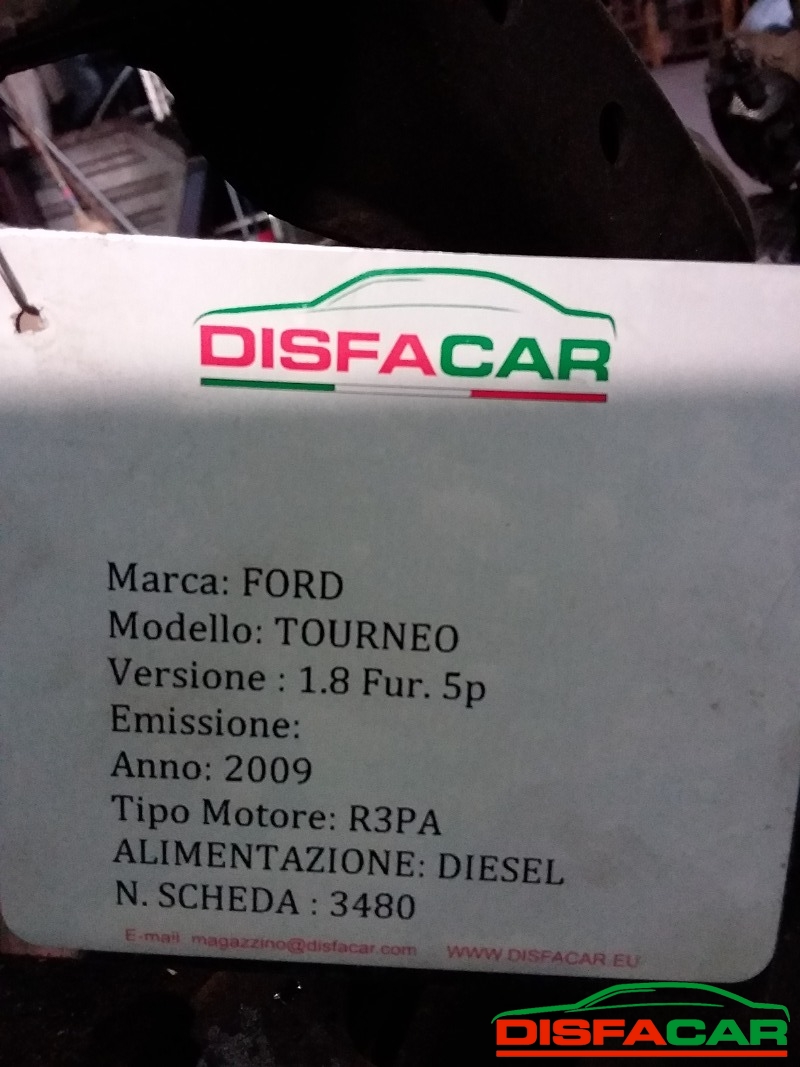 DISFACAR
Marca: FORD
Modello: TOURNEO
Versione : 1.8 Fur. 5p
Emissione:
Anno: 2009
Tipo Motore: R3PA
ALIMENTAZIONE: DIESEL
N. SCHEDA : 3480
E-mail magazzino@disfacar.com WWW.DISFACAR.EU
DISFACAR